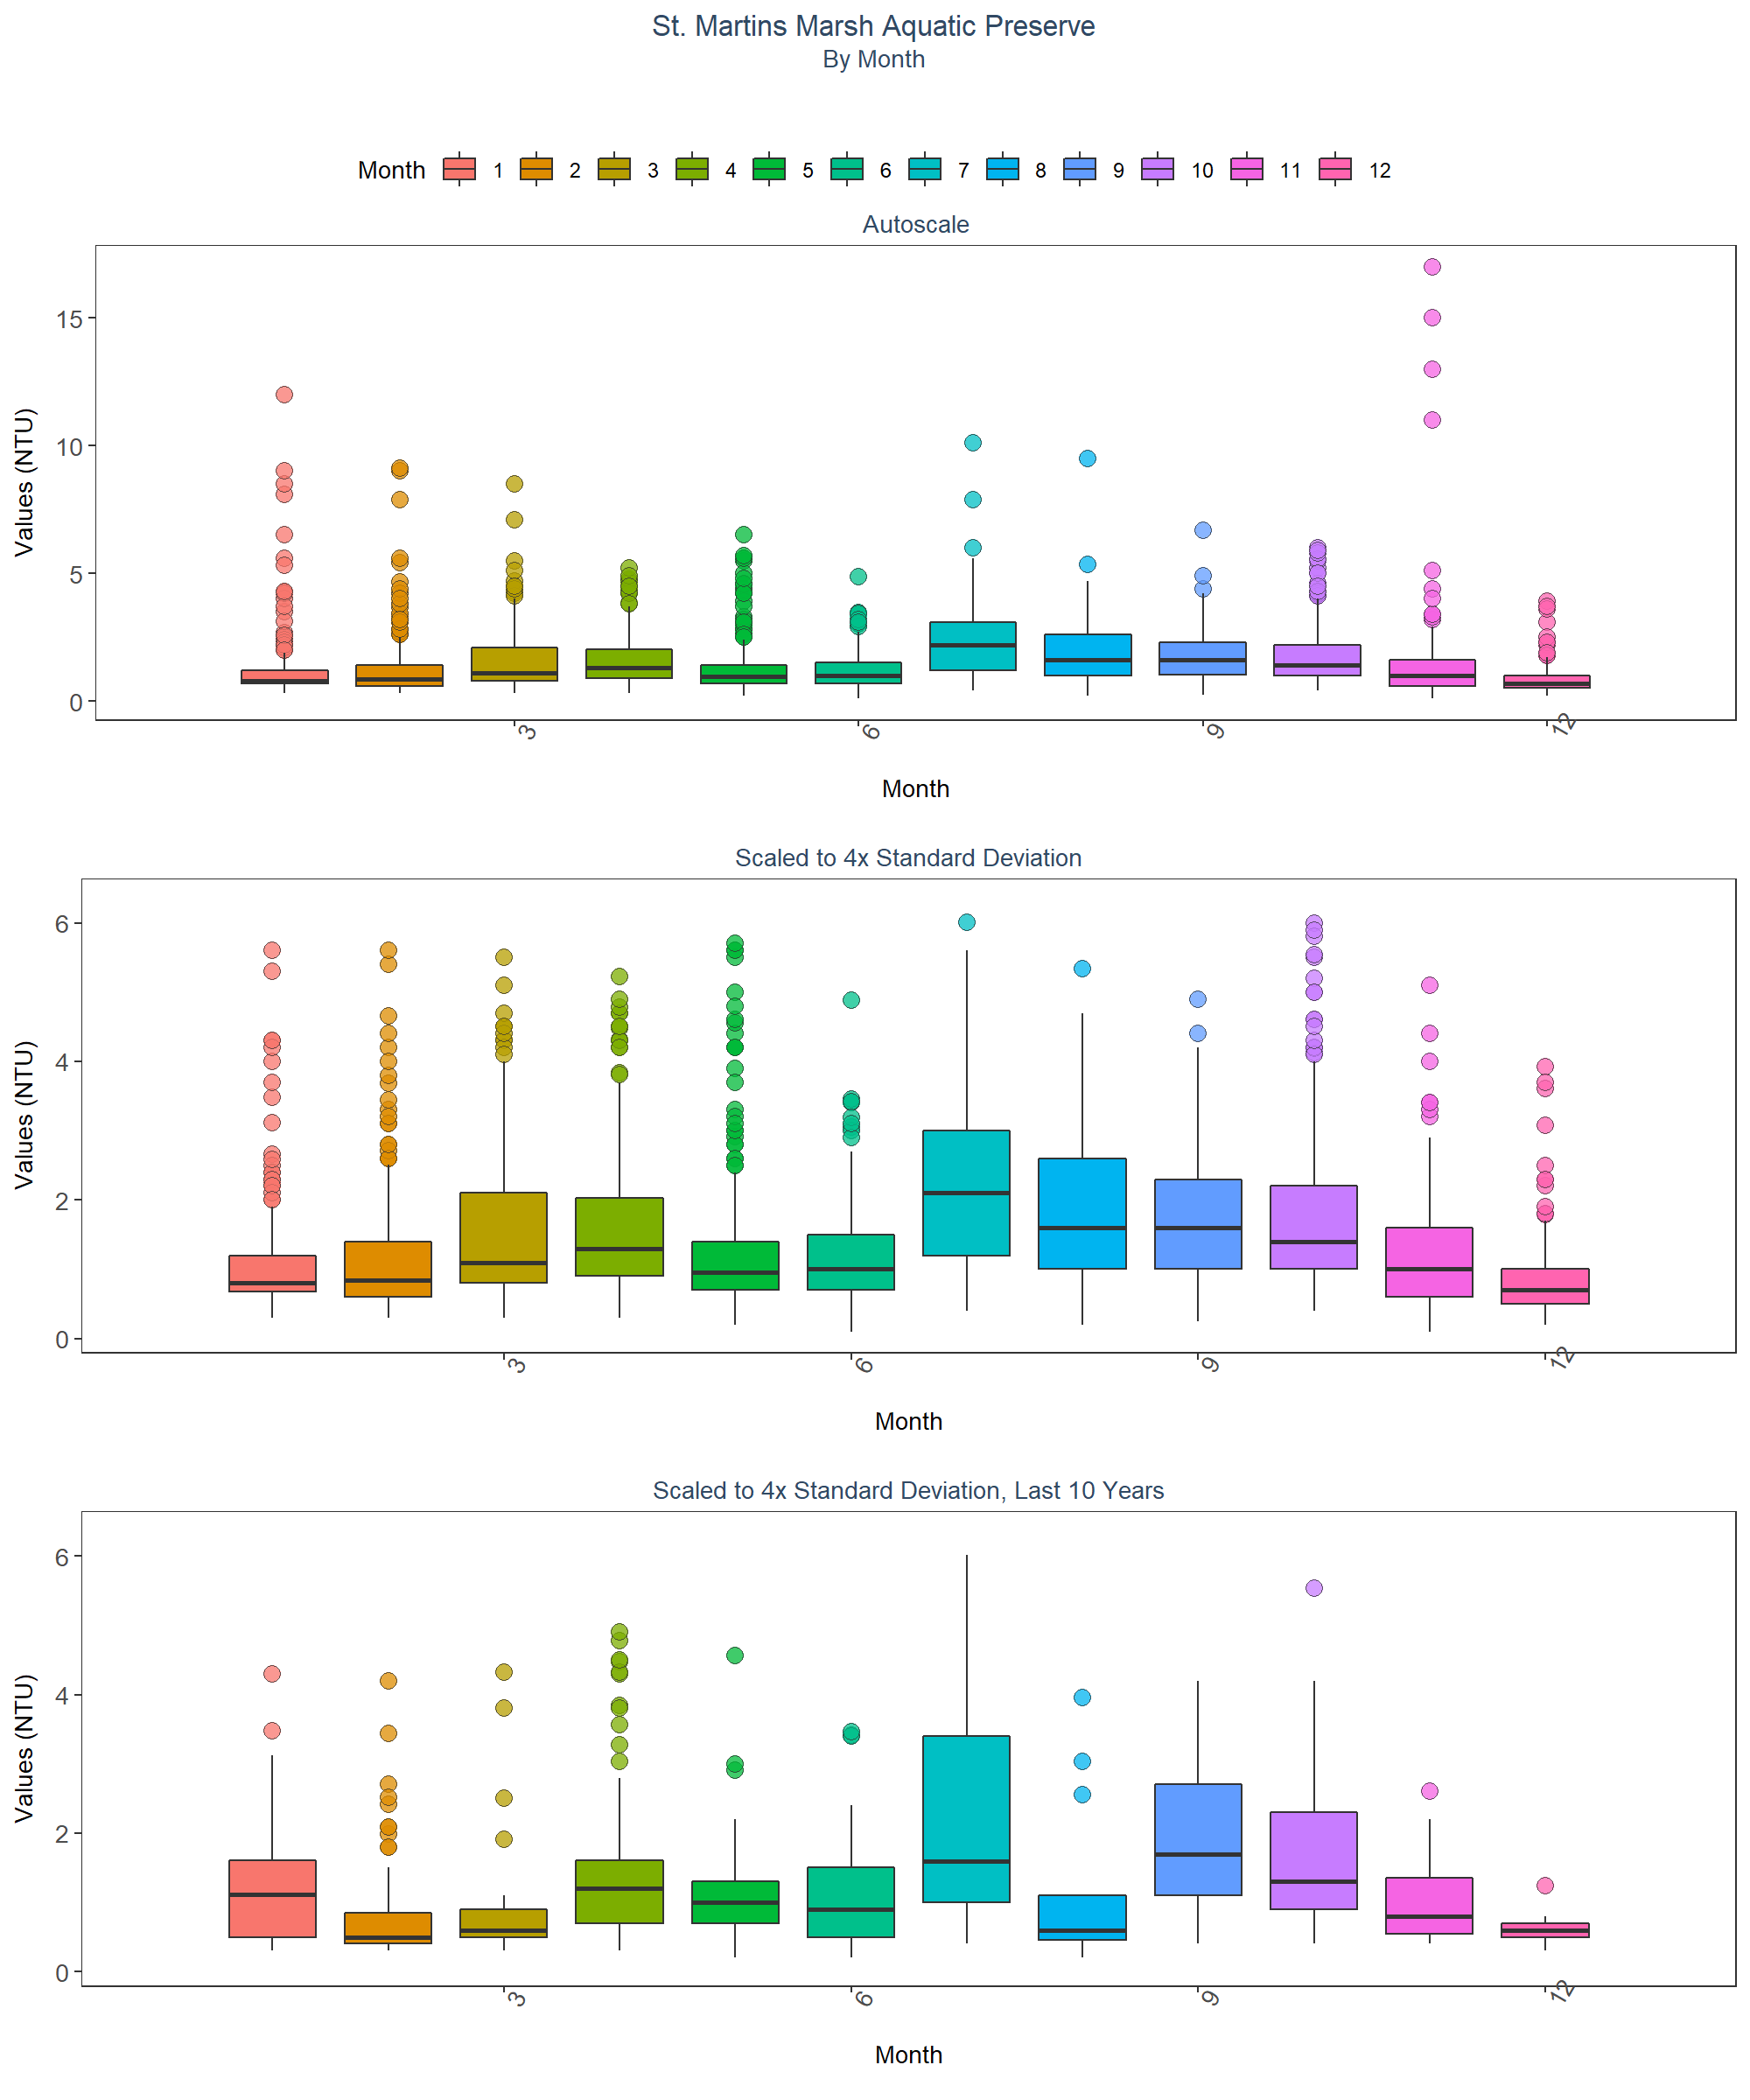 St. Martins Marsh Aquatic Preserve
By Month
Month 1 2 3 4 5 6 7 8 9 10 11 12
Autoscale
Values (NTU)
15
10
5
0
3 6 9 12
Month
Scaled to 4x Standard Deviation
Values (NTU)
6
4
2
0
3 6 9 12
Month
Scaled to 4x Standard Deviation, Last 10 Years
Values (NTU)
6
4
2
0
3 6 9 12
Month